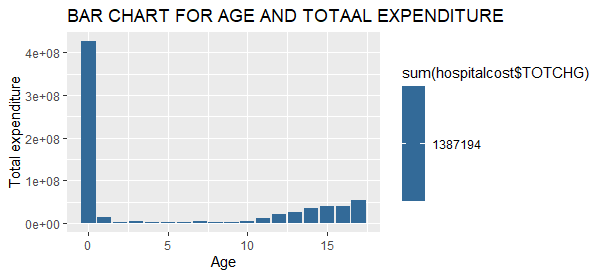 BAR CHART FOR AGE AND TOTAAL EXPENDITURE
4e+08
3e+08
2e+08
1e+08
0e+00
Total expenditure
0 5 10 15
Age
sum(hospitalcost$TOTCHG)
1387194